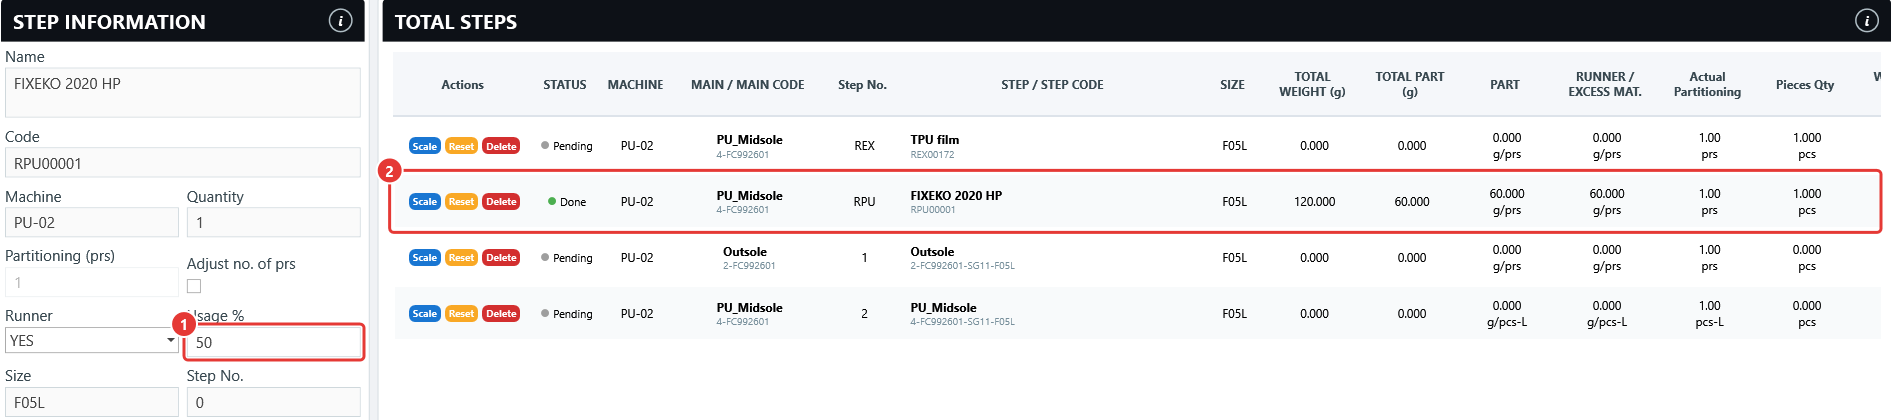 STEP INFORMATION i
Name
FIXEKO 2020 HP
Code
RPU00001
Machine Quantity
PU-02 1
Partitioning (prs) Adjust no. of prs
1
Runner Usage %
1
YES 50
Size Step No.
F05L 0
TOTAL STEPS i
Actions STATUS MACHINE MAIN / MAIN CODE Step No. STEP / STEP CODE SIZE TOTAL WEIGHT (g) TOTAL PART (g) PART RUNNER / EXCESS MAT. Actual Partitioning Pieces Qty
Scale Reset Delete Pending PU-02 PU_Midsole 4-FC992601 REX TPU film REX00172 F05L 0.000 0.000 0.000 g/prs 0.000 g/prs 1.00 prs 1.000 pcs
2
Scale Reset Delete Done PU-02 PU_Midsole 4-FC992601 RPU FIXEKO 2020 HP RPU00001 F05L 120.000 60.000 60.000 g/prs 60.000 g/prs 1.00 prs 1.000 pcs
Scale Reset Delete Pending PU-02 Outsole 2-FC992601 1 Outsole 2-FC992601-SG11-F05L F05L 0.000 0.000 0.000 g/prs 0.000 g/prs 1.00 prs 0.000 pcs
Scale Reset Delete Pending PU-02 PU_Midsole 4-FC992601 2 PU_Midsole 4-FC992601-SG11-F05L F05L 0.000 0.000 0.000 g/pcs-L 0.000 g/pcs-L 1.00 pcs-L 0.000 pcs